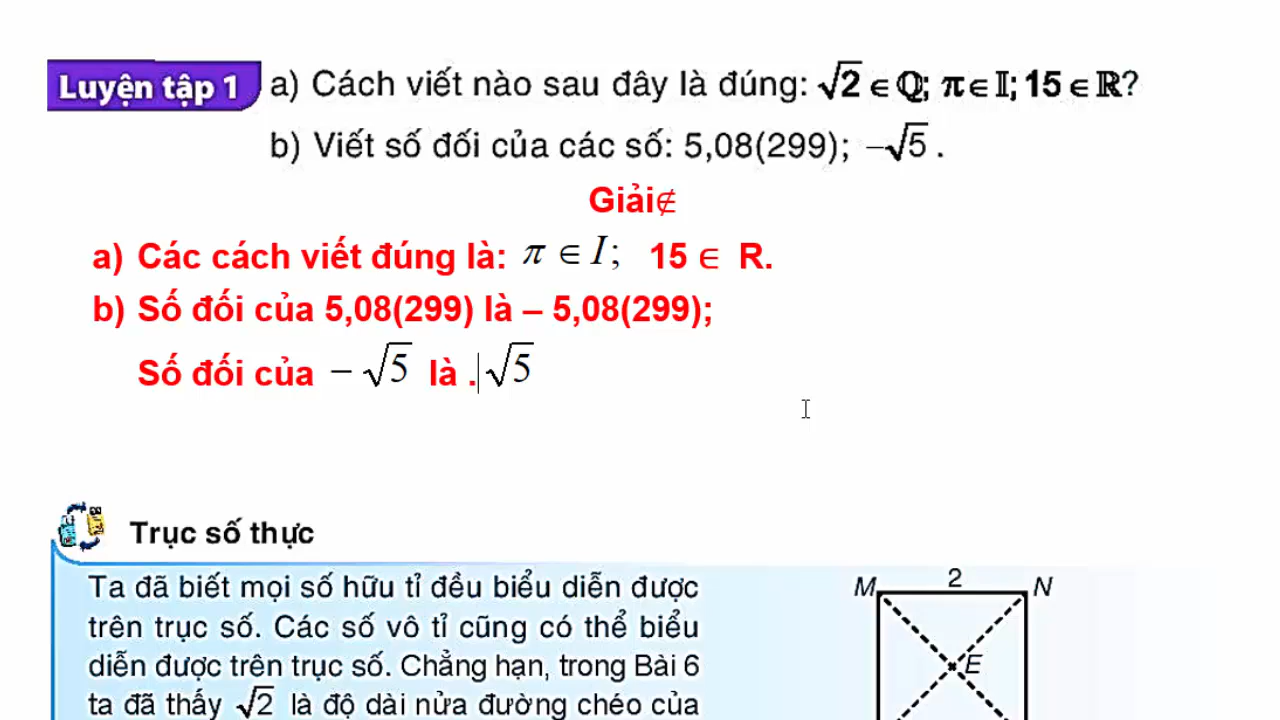 Luyện tập 1 a) Cách viết nào sau đây là đúng: √2 ∈ ℚ; π ∈ 𝕀; 15 ∈ ℝ?
b) Viết số đối của các số: 5,08(299); −√5 .
Giải∉
a) Các cách viết đúng là: π ∈ I; 15 ∈ R.
b) Số đối của 5,08(299) là – 5,08(299);
Số đối của − √5 là .√5
Trục số thực
Ta đã biết mọi số hữu tỉ đều biểu diễn được
trên trục số. Các số vô tỉ cũng có thể biểu
diễn được trên trục số. Chẳng hạn, trong Bài 6
ta đã thấy √2 là độ dài nửa đường chéo của
M 2 N
E